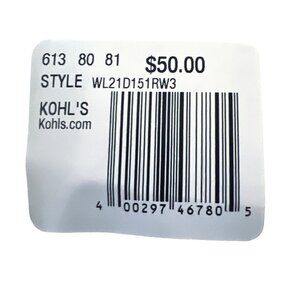 613 80 81 $50.00
STYLE WL21D151RW3
KOHL'S
Kohls.com
4 00297 46780 5